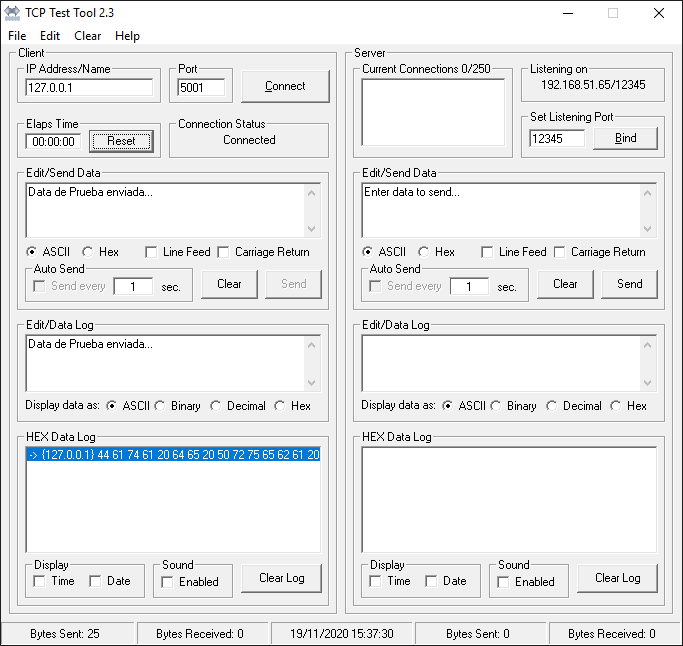 TCP Test Tool 2.3
File Edit Clear Help
Client
IP Address/Name
127.0.0.1
Port
5001
Connect
Elaps Time
00:00:00
Reset
Connection Status
Connected
Edit/Send Data
Data de Prueba enviada...
ASCII Hex Line Feed Carriage Return
Auto Send
Send every 1 sec.
Clear
Send
Edit/Data Log
Data de Prueba enviada...
Display data as: ASCII Binary Decimal Hex
HEX Data Log
-> {127.0.0.1} 44 61 74 61 20 64 65 20 50 72 75 65 62 61 20
Display
Time Date
Sound
Enabled
Clear Log
Server
Current Connections 0/250
Listening on
192.168.51.65/12345
Set Listening Port
12345
Bind
Edit/Send Data
Enter data to send...
ASCII Hex Line Feed Carriage Return
Auto Send
Send every 1 sec.
Clear
Send
Edit/Data Log
Display data as: ASCII Binary Decimal Hex
HEX Data Log
Display
Time Date
Sound
Enabled
Clear Log
Bytes Sent: 25 Bytes Received: 0 19/11/2020 15:37:30 Bytes Sent: 0 Bytes Received: 0